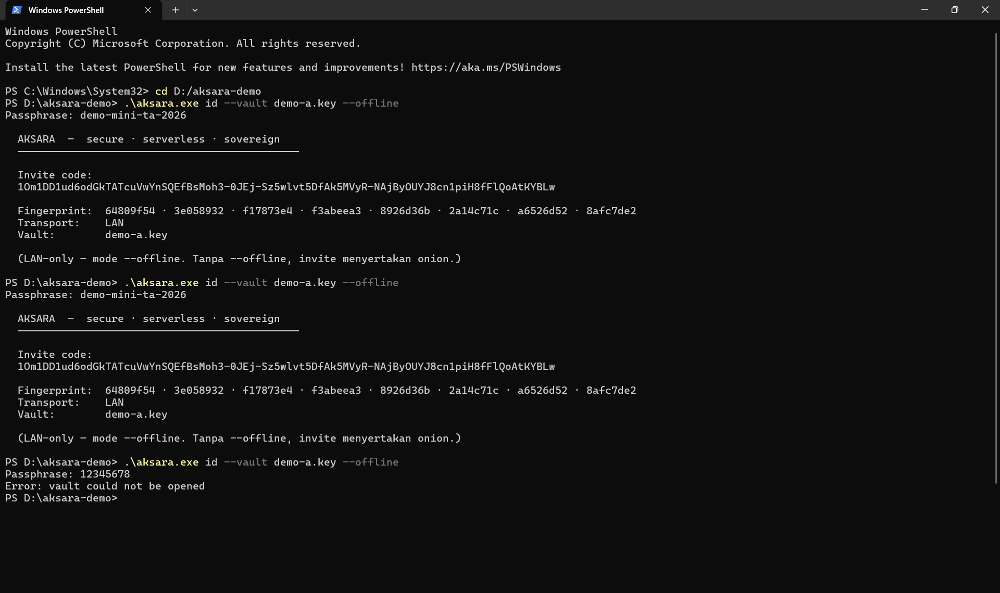 Windows PowerShell
Windows PowerShell
Copyright (C) Microsoft Corporation. All rights reserved.
Install the latest PowerShell for new features and improvements! https://aka.ms/PSWindows
PS C:\Windows\System32> cd D:/aksara-demo
PS D:\aksara-demo> .\aksara.exe id --vault demo-a.key --offline
Passphrase: demo-mini-ta-2026
AKSARA — secure · serverless · sovereign
Invite code:
1Om1DD1ud6odGkTATcuVwYnSQEfBsMoh3-0JEj-Sz5wlvt5DfAk5MVyR-NAjByOUYJ8cn1piH8fFlQoAtKYBLw
Fingerprint: 64809f54 · 3e058932 · f17873e4 · f3abeea3 · 8926d36b · 2a14c71c · a6526d52 · 8afc7de2
Transport: LAN
Vault: demo-a.key
(LAN-only — mode --offline. Tanpa --offline, invite menyertakan onion.)
PS D:\aksara-demo> .\aksara.exe id --vault demo-a.key --offline
Passphrase: demo-mini-ta-2026
AKSARA — secure · serverless · sovereign
Invite code:
1Om1DD1ud6odGkTATcuVwYnSQEfBsMoh3-0JEj-Sz5wlvt5DfAk5MVyR-NAjByOUYJ8cn1piH8fFlQoAtKYBLw
Fingerprint: 64809f54 · 3e058932 · f17873e4 · f3abeea3 · 8926d36b · 2a14c71c · a6526d52 · 8afc7de2
Transport: LAN
Vault: demo-a.key
(LAN-only — mode --offline. Tanpa --offline, invite menyertakan onion.)
PS D:\aksara-demo> .\aksara.exe id --vault demo-a.key --offline
Passphrase: 12345678
Error: vault could not be opened
PS D:\aksara-demo>